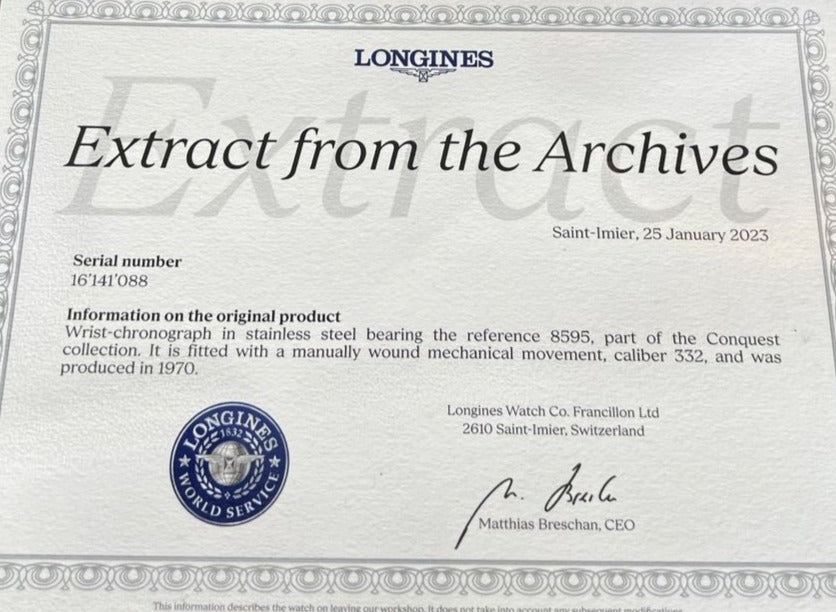 LONGINES
Extract
Extract from the Archives
Saint-Imier, 25 January 2023
Serial number
16'141'088
Information on the original product
Wrist-chronograph in stainless steel bearing the reference 8595, part of the Conquest
collection. It is fitted with a manually wound mechanical movement, caliber 332, and was
produced in 1970.
LONGINES
1832
WORLD SERVICE
Longines Watch Co. Francillon Ltd
2610 Saint-Imier, Switzerland
M. Breschan
Matthias Breschan, CEO
This information describes the watch on leaving our workshop. It does not take into account any subsequent modifications